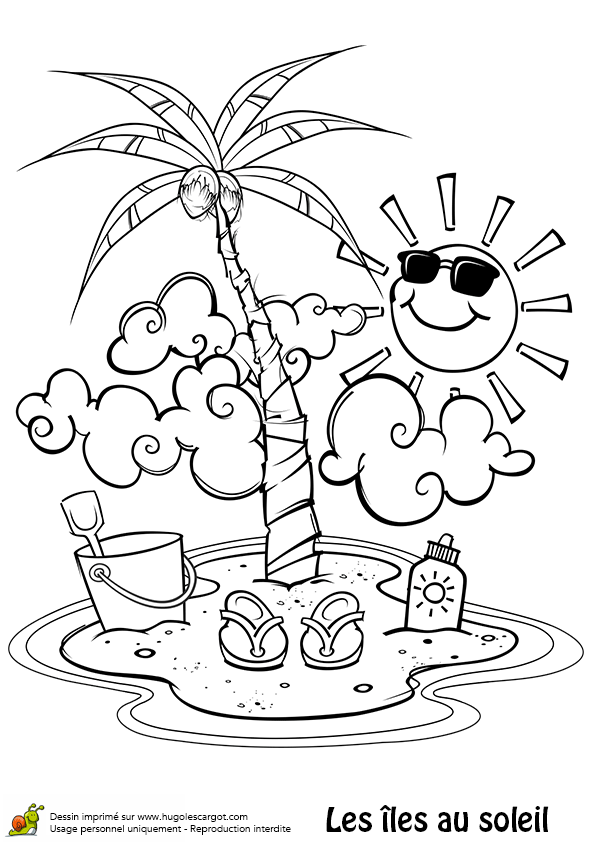 Dessin imprimé sur www.hugolescargot.com
Usage personnel uniquement - Reproduction interdite
Les îles au soleil